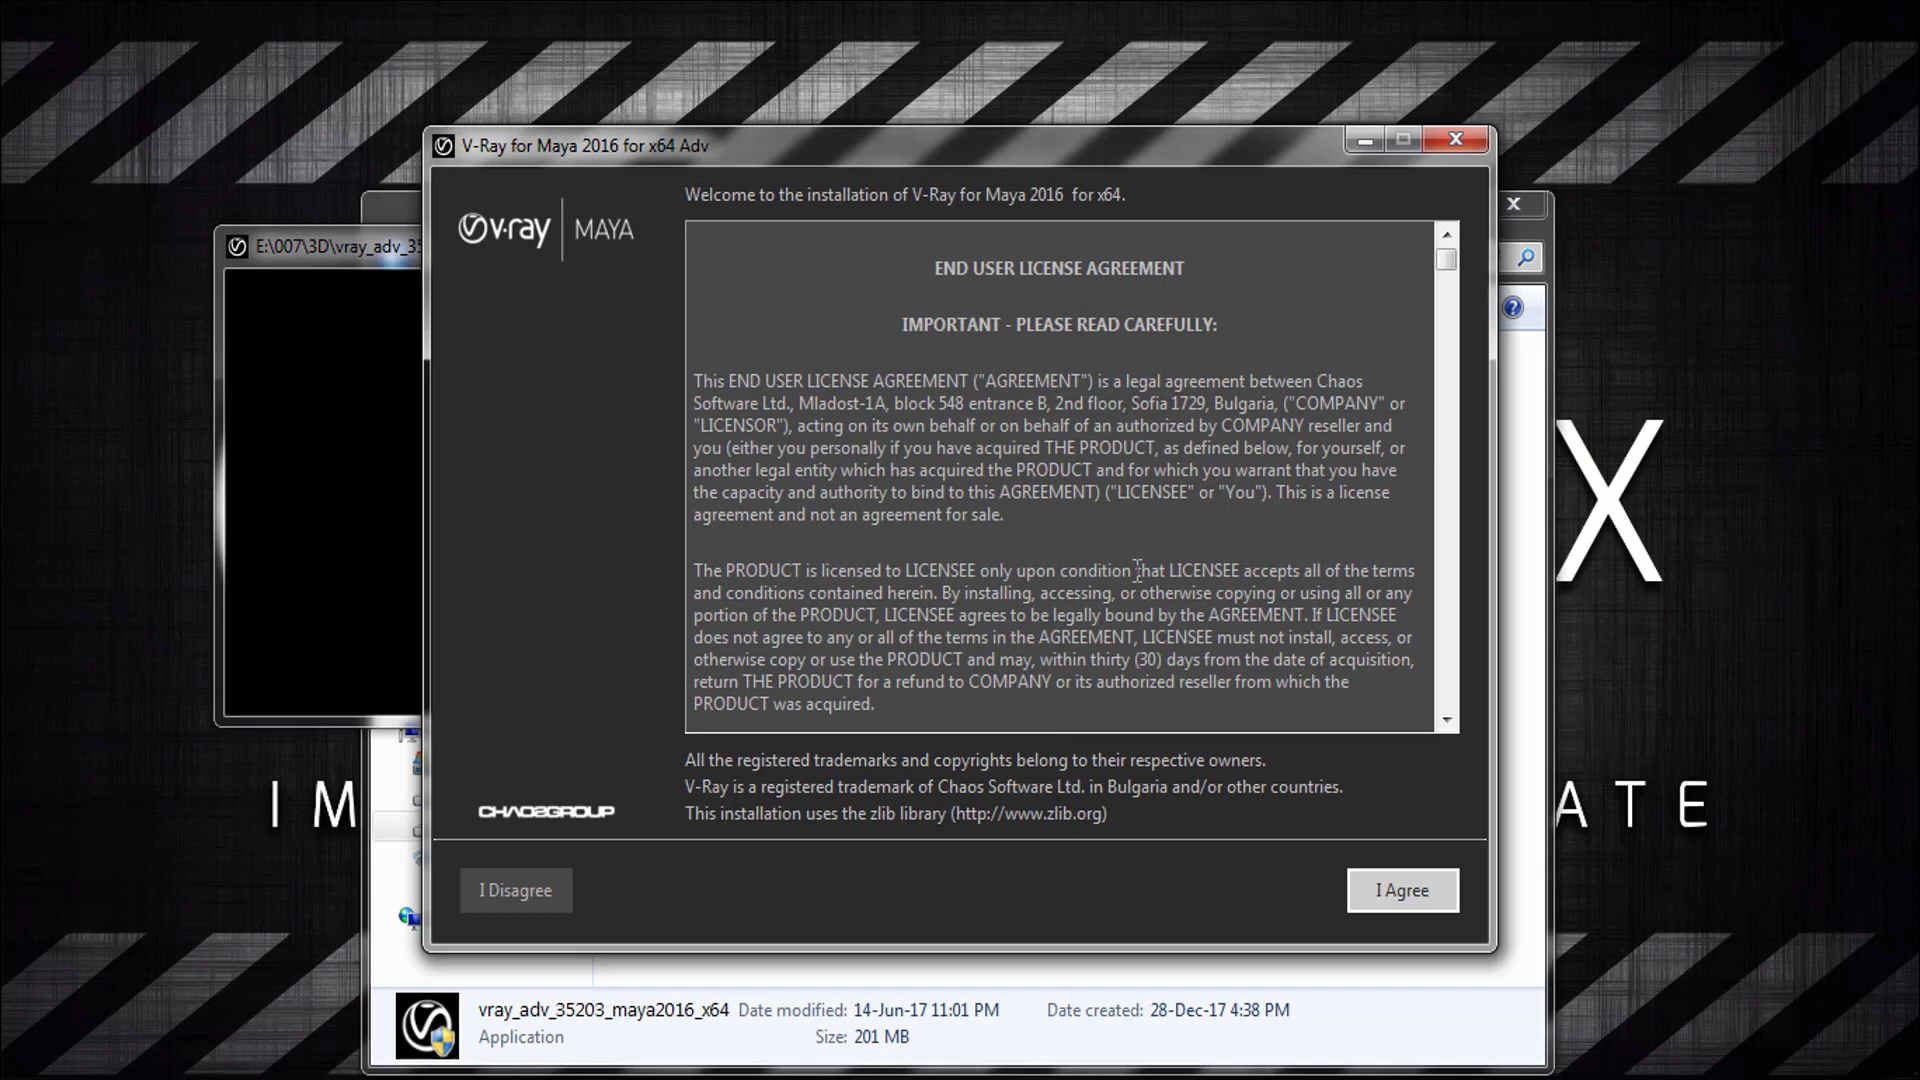 V-Ray for Maya 2016 for x64 Adv
E:\007\3D\vray_adv_35
v·ray | MAYA
Welcome to the installation of V-Ray for Maya 2016 for x64.
END USER LICENSE AGREEMENT
IMPORTANT - PLEASE READ CAREFULLY:
This END USER LICENSE AGREEMENT ("AGREEMENT") is a legal agreement between Chaos
Software Ltd., Mladost-1A, block 548 entrance B, 2nd floor, Sofia 1729, Bulgaria, ("COMPANY" or
"LICENSOR"), acting on its own behalf or on behalf of an authorized by COMPANY reseller and
you (either you personally if you have acquired THE PRODUCT, as defined below, for yourself, or
another legal entity which has acquired the PRODUCT and for which you warrant that you have
the capacity and authority to bind to this AGREEMENT) ("LICENSEE" or "You"). This is a license
agreement and not an agreement for sale.
The PRODUCT is licensed to LICENSEE only upon condition that LICENSEE accepts all of the terms
and conditions contained herein. By installing, accessing, or otherwise copying or using all or any
portion of the PRODUCT, LICENSEE agrees to be legally bound by the AGREEMENT. If LICENSEE
does not agree to any or all of the terms in the AGREEMENT, LICENSEE must not install, access, or
otherwise copy or use the PRODUCT and may, within thirty (30) days from the date of acquisition,
return THE PRODUCT for a refund to COMPANY or its authorized reseller from which the
PRODUCT was acquired.
All the registered trademarks and copyrights belong to their respective owners.
V-Ray is a registered trademark of Chaos Software Ltd. in Bulgaria and/or other countries.
This installation uses the zlib library (http://www.zlib.org)
CHAOSGROUP
I Disagree
I Agree
X
I M
A T E
vray_adv_35203_maya2016_x64 Date modified: 14-Jun-17 11:01 PM Date created: 28-Dec-17 4:38 PM
Application Size: 201 MB